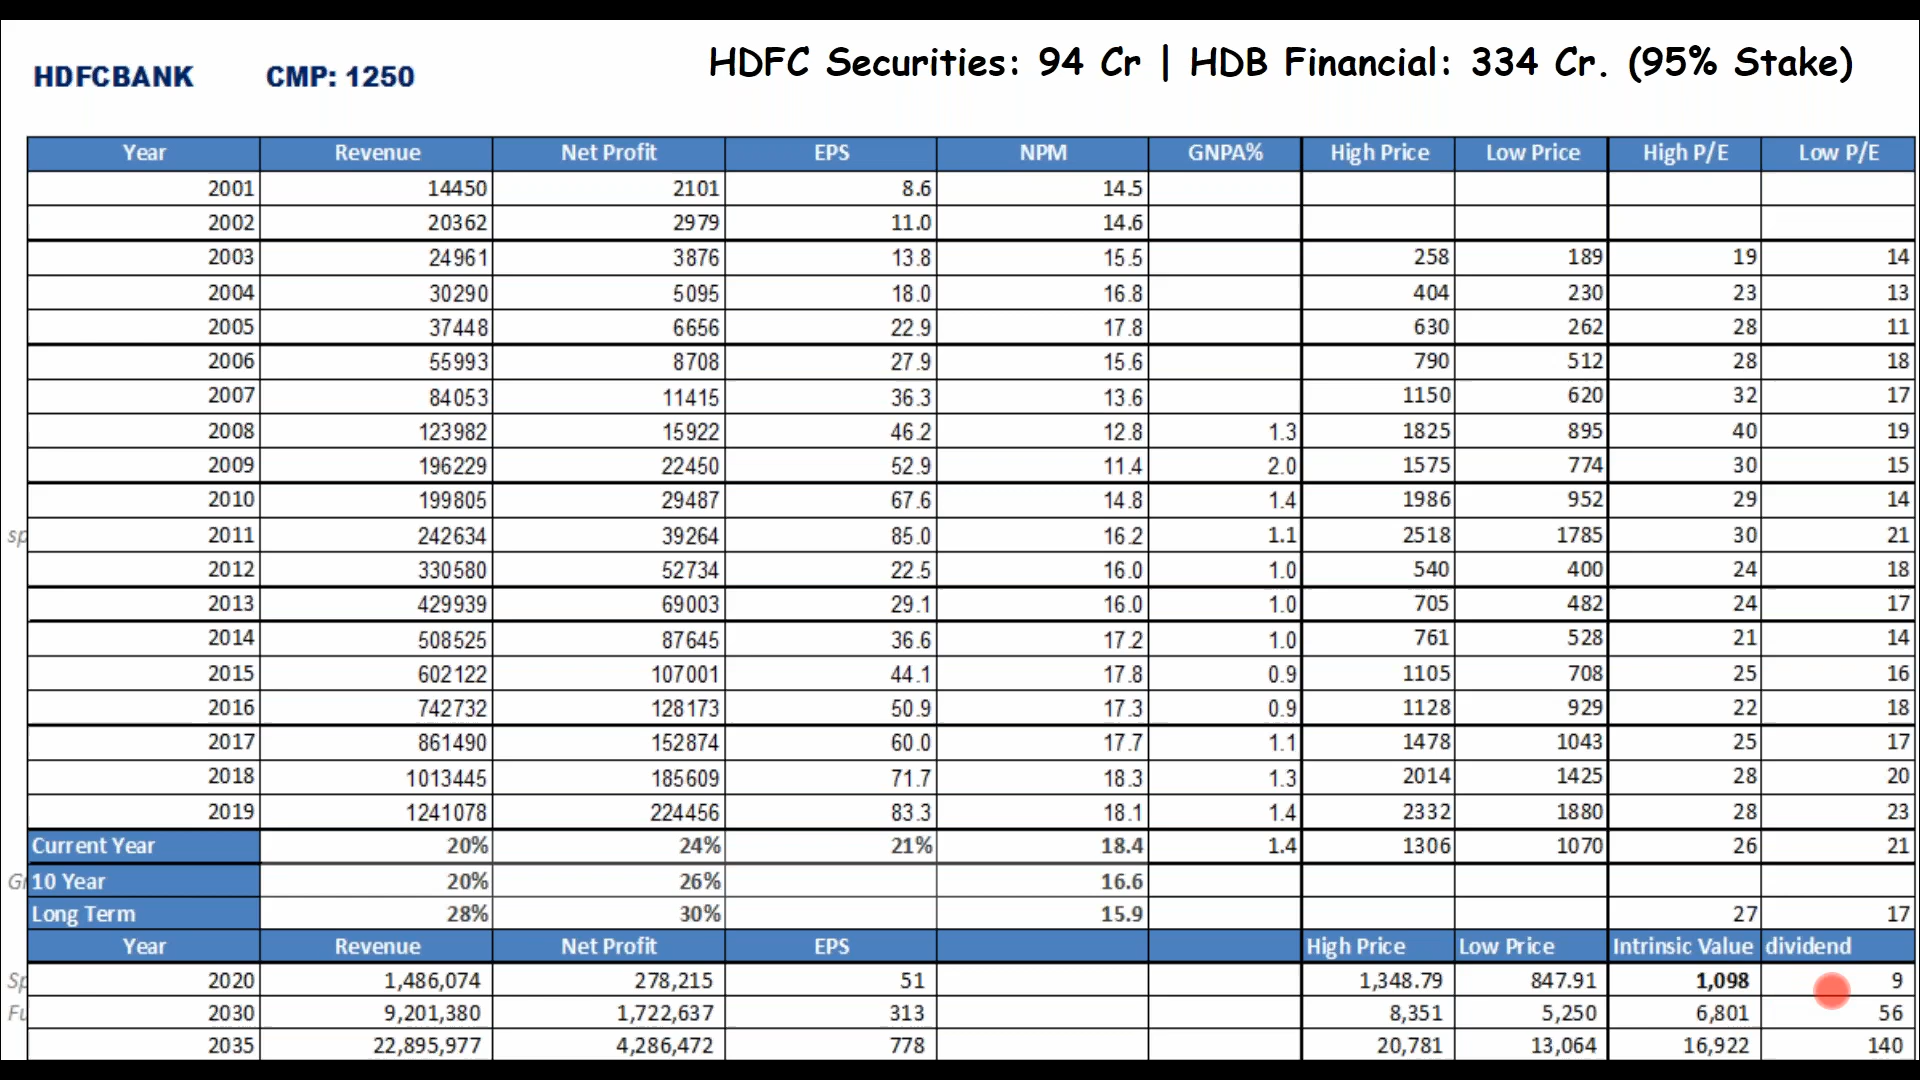 HDFCBANK CMP: 1250 HDFC Securities: 94 Cr | HDB Financial: 334 Cr. (95% Stake)
Year Revenue Net Profit EPS NPM GNPA% High Price Low Price High P/E Low P/E
2001 14450 2101 8.6 14.5
2002 20362 2979 11.0 14.6
2003 24961 3876 13.8 15.5 258 189 19 14
2004 30290 5095 18.0 16.8 404 230 23 13
2005 37448 6656 22.9 17.8 630 262 28 11
2006 55993 8708 27.9 15.6 790 512 28 18
2007 84053 11415 36.3 13.6 1150 620 32 17
2008 123982 15922 46.2 12.8 1.3 1825 895 40 19
2009 196229 22450 52.9 11.4 2.0 1575 774 30 15
2010 199805 29487 67.6 14.8 1.4 1986 952 29 14
sp 2011 242634 39264 85.0 16.2 1.1 2518 1785 30 21
2012 330580 52734 22.5 16.0 1.0 540 400 24 18
2013 429939 69003 29.1 16.0 1.0 705 482 24 17
2014 508525 87645 36.6 17.2 1.0 761 528 21 14
2015 602122 107001 44.1 17.8 0.9 1105 708 25 16
2016 742732 128173 50.9 17.3 0.9 1128 929 22 18
2017 861490 152874 60.0 17.7 1.1 1478 1043 25 17
2018 1013445 185609 71.7 18.3 1.3 2014 1425 28 20
2019 1241078 224456 83.3 18.1 1.4 2332 1880 28 23
Current Year 20% 24% 21% 18.4 1.4 1306 1070 26 21
10 Year 20% 26% 16.6
Long Term 28% 30% 15.9 27 17
Year Revenue Net Profit EPS High Price Low Price Intrinsic Value dividend
Sp 2020 1,486,074 278,215 51 1,348.79 847.91 1,098 9
Fu 2030 9,201,380 1,722,637 313 8,351 5,250 6,801 56
2035 22,895,977 4,286,472 778 20,781 13,064 16,922 140